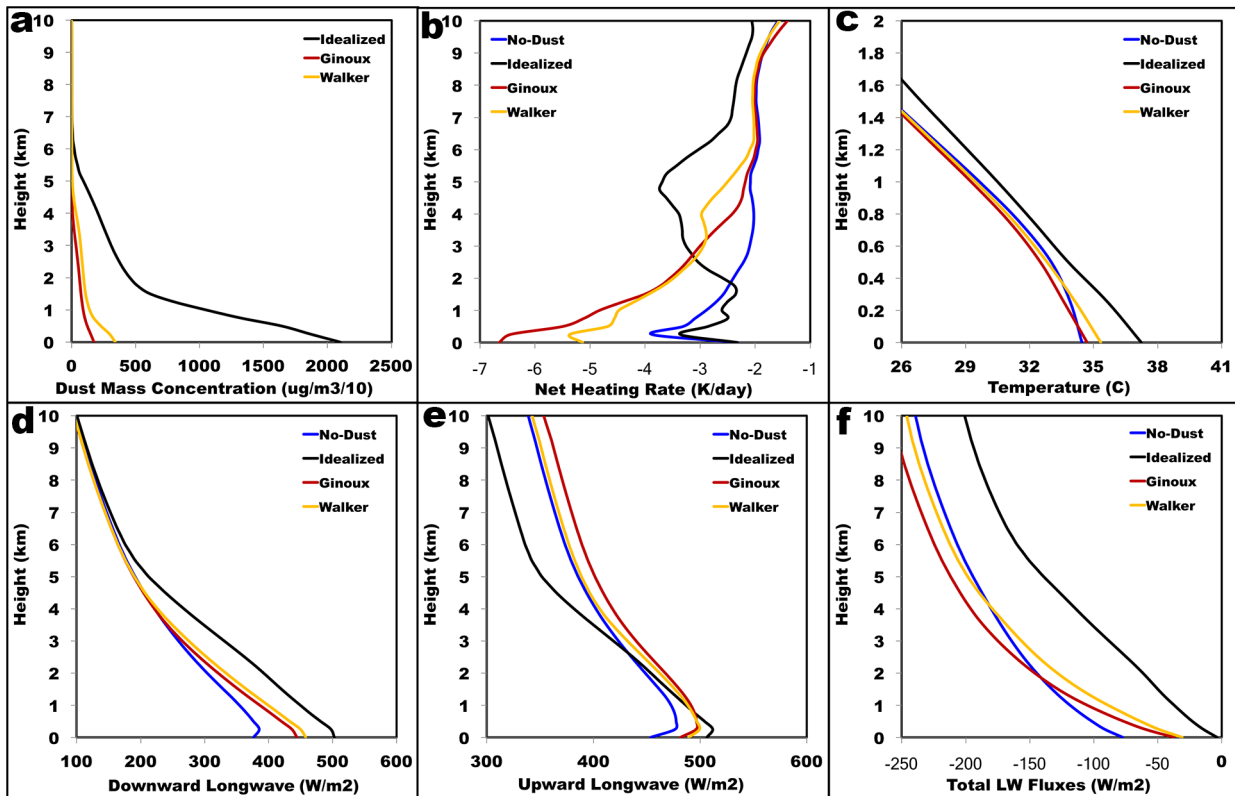 a
10
9
8
7
6
5
4
3
2
1
0
Height (km)
Idealized
Ginoux
Walker
0 500 1000 1500 2000 2500
Dust Mass Concentration (ug/m3/10)
b
10
9
8
7
6
5
4
3
2
1
0
Height (km)
No-Dust
Idealized
Ginoux
Walker
-7 -6 -5 -4 -3 -2 -1
Net Heating Rate (K/day)
c
2
1.8
1.6
1.4
1.2
1
0.8
0.6
0.4
0.2
0
Height (km)
No-Dust
Idealized
Ginoux
Walker
26 29 32 35 38 41
Temperature (C)
d
10
9
8
7
6
5
4
3
2
1
0
Height (km)
No-Dust
Idealized
Ginoux
Walker
100 200 300 400 500 600
Downward Longwave (W/m2)
e
10
9
8
7
6
5
4
3
2
1
0
Height (km)
No-Dust
Idealized
Ginoux
Walker
300 400 500 600
Upward Longwave (W/m2)
f
10
9
8
7
6
5
4
3
2
1
0
Height (km)
No-Dust
Idealized
Ginoux
Walker
-250 -200 -150 -100 -50 0
Total LW Fluxes (W/m2)